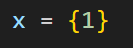 x = {1}